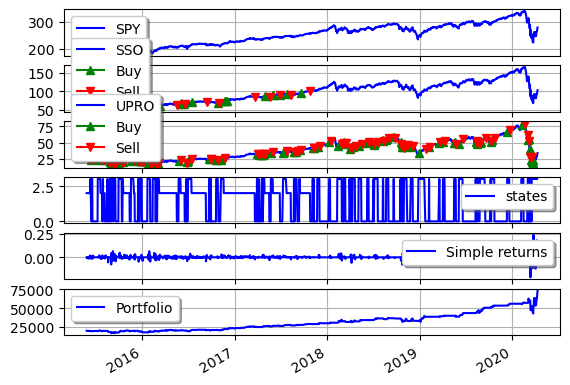 300
200
SPY
150
100
50
SSO
Buy
Sell
75
50
25
UPRO
Buy
Sell
2.5
0.0
states
0.25
0.00
Simple returns
75000
50000
25000
Portfolio
2016 2017 2018 2019 2020